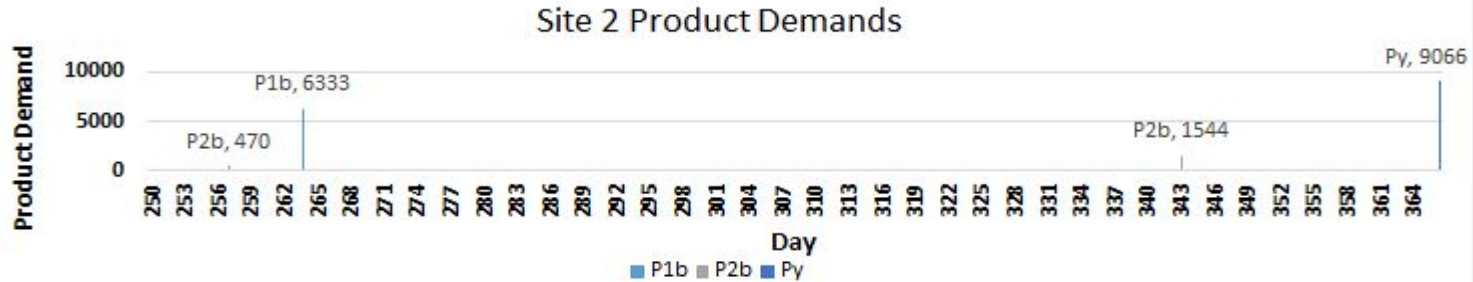 Site 2 Product Demands
Product Demand
10000
5000
0
P2b, 470
P1b, 6333
P2b, 1544
Py, 9066
250 253 256 259 262 265 268 271 274 277 280 283 286 289 292 295 298 301 304 307 310 313 316 319 322 325 328 331 334 337 340 343 346 349 352 355 358 361 364
Day
P1b P2b Py